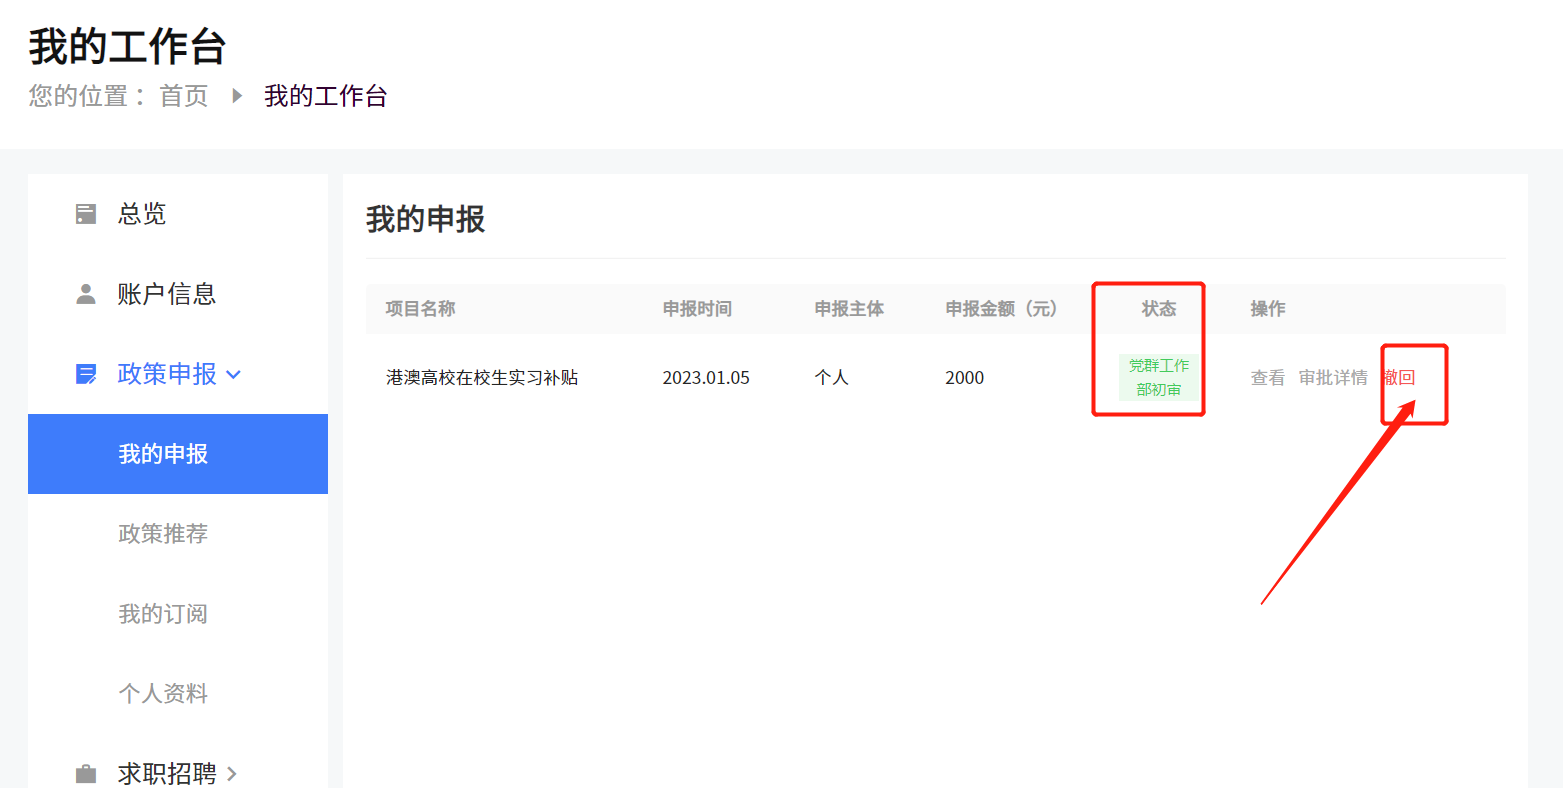 我的工作台
您的位置： 首页 我的工作台
总览
账户信息
政策申报
我的申报
政策推荐
我的订阅
个人资料
求职招聘
我的申报
项目名称 申报时间 申报主体 申报金额（元） 状态 操作
港澳高校在校生实习补贴 2023.01.05 个人 2000 党群工作 查看 审批详情 撤回
部初审